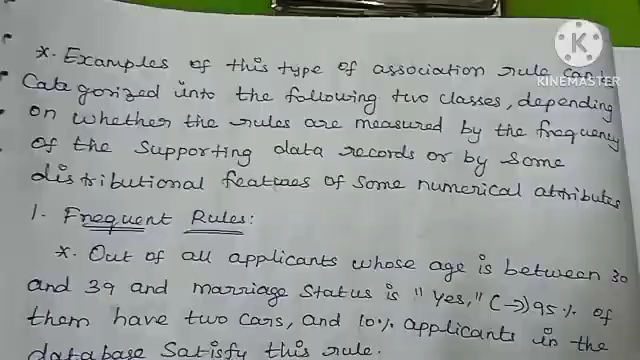 *. Examples of this type of association rule can be
KINEMASTER
Categorized into the following two classes, depending
on whether the rules are measured by the frequency
of the supporting data records or by some
distributional featres of some numerical attributes
1. Frequent Rules:
*. Out of all applicants whose age is between 30
and 39 and marriage status is "yes," (→) 95% of
them have two cars, and 10% applicants in the
database satisfy this rule.